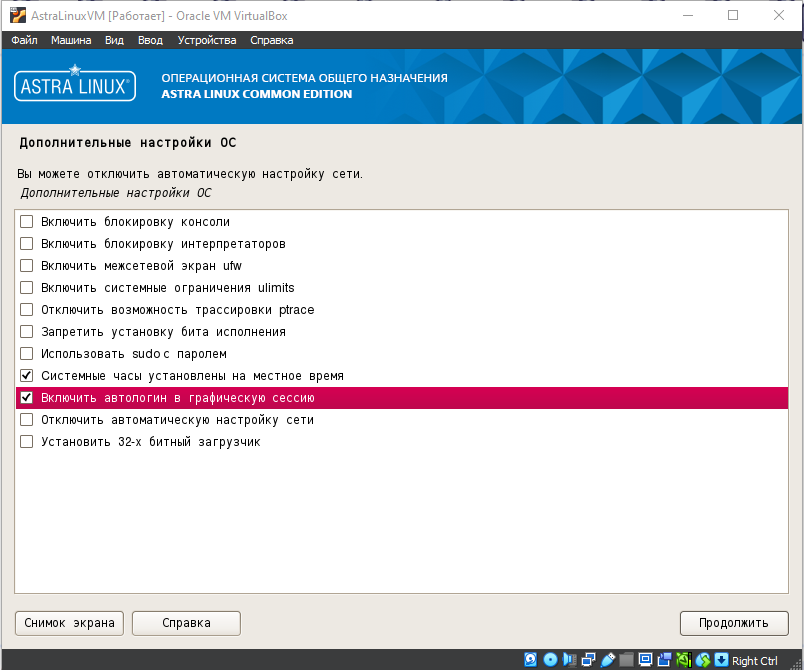 AstraLinuxVM [Работает] - Oracle VM VirtualBox
Файл Машина Вид Ввод Устройства Справка
ASTRA LINUX®
ОПЕРАЦИОННАЯ СИСТЕМА ОБЩЕГО НАЗНАЧЕНИЯ
ASTRA LINUX COMMON EDITION
Дополнительные настройки ОС
Вы можете отключить автоматическую настройку сети.
Дополнительные настройки ОС
Включить блокировку консоли
Включить блокировку интерпретаторов
Включить межсетевой экран ufw
Включить системные ограничения ulimits
Отключить возможность трассировки ptrace
Запретить установку бита исполнения
Использовать sudo с паролем
Системные часы установлены на местное время
Включить автологин в графическую сессию
Отключить автоматическую настройку сети
Установить 32-х битный загрузчик
Снимок экрана Справка Продолжить
Right Ctrl